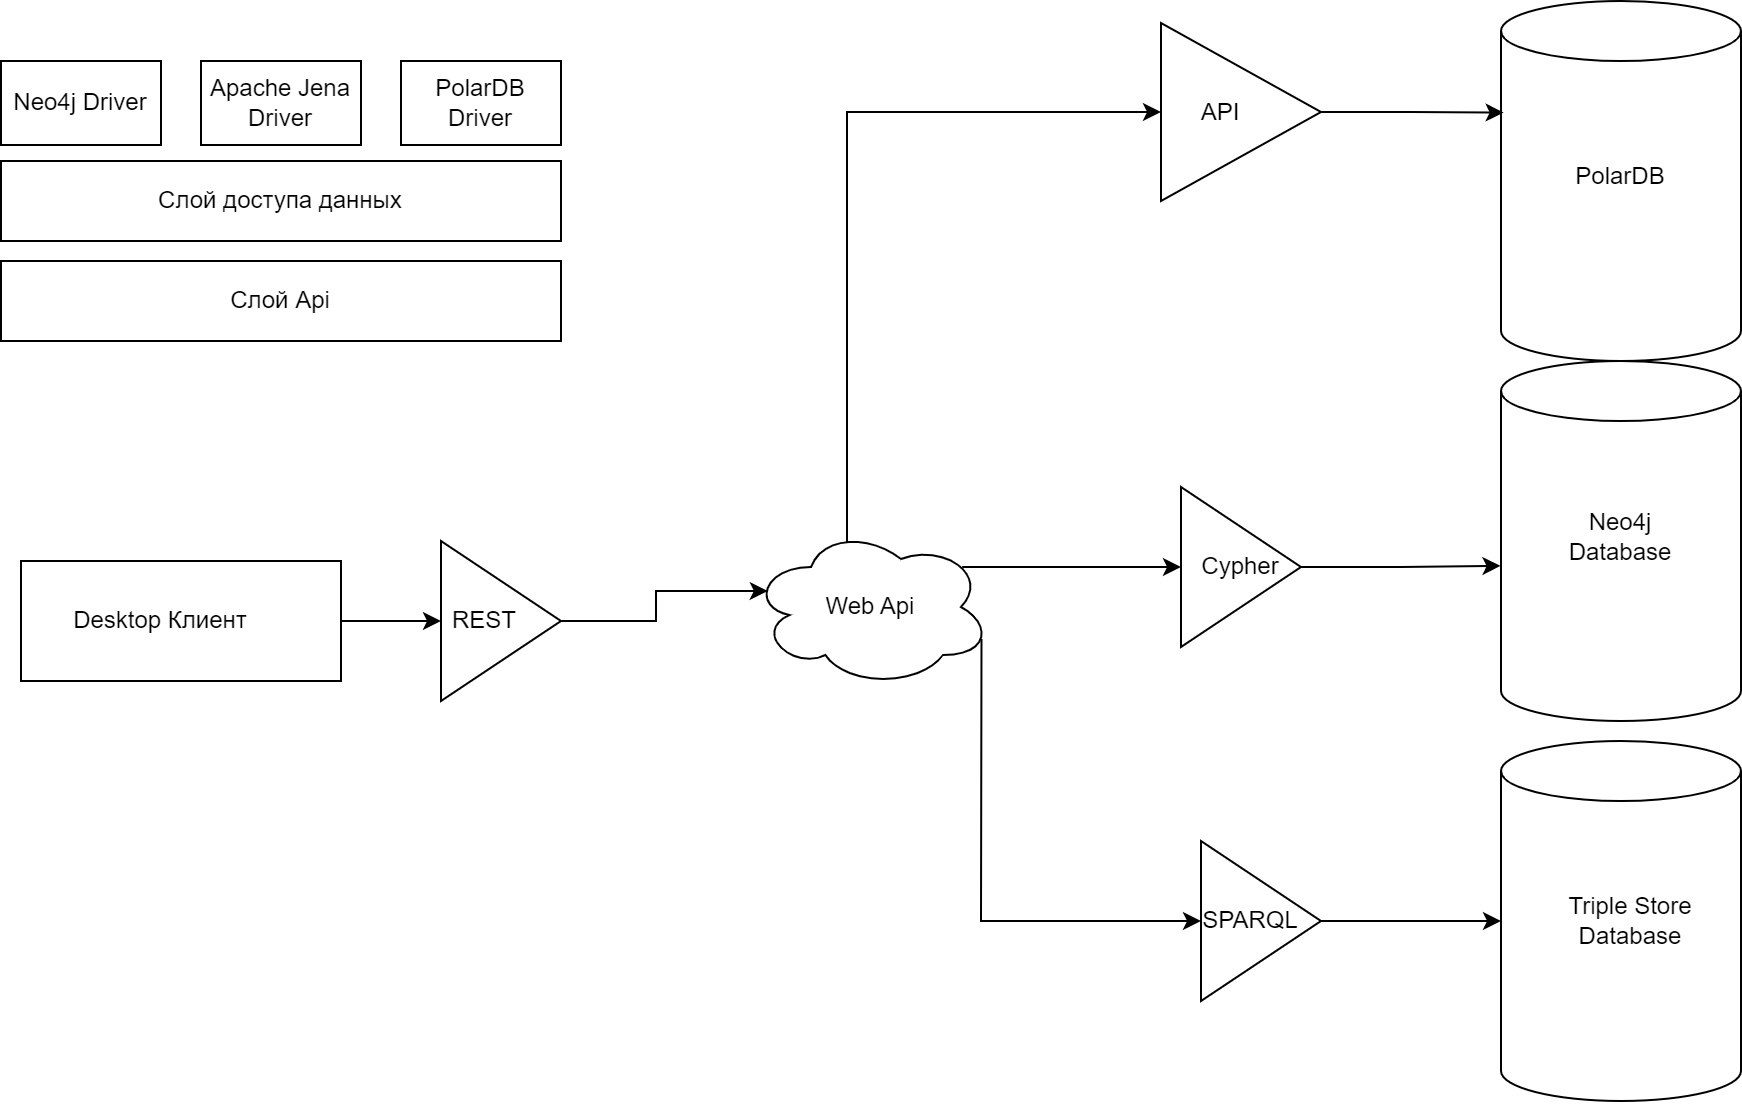 Neo4j Driver
Apache Jena
Driver
PolarDB
Driver
Слой доступа данных
Слой Api
API
PolarDB
Desktop Клиент
REST
Web Api
Cypher
Neo4j
Database
SPARQL
Triple Store
Database